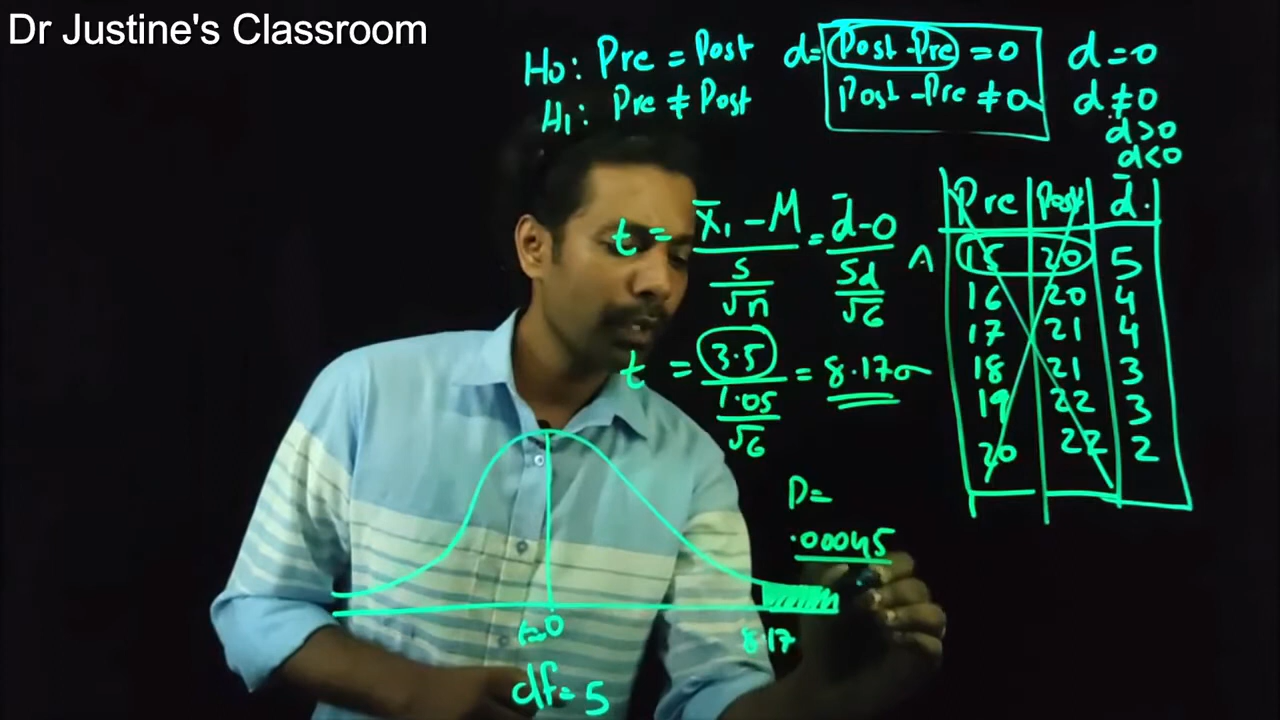 Dr Justine's Classroom
H0: Pre = Post d= Post-Pre = 0 d = 0
H1: Pre ≠ Post Post-Pre ≠ 0 d ≠ 0
d > 0
d < 0
t = x̄1 - M / s/√n = d̄ - 0 / Sd/√6
t = 3.5 / 1.05/√6 = 8.17σ
Pre Post d̄.
A 15 20 5
16 20 4
17 21 4
18 21 3
19 22 3
20 22 2
P=
.00045
t=0 8.17
df = 5